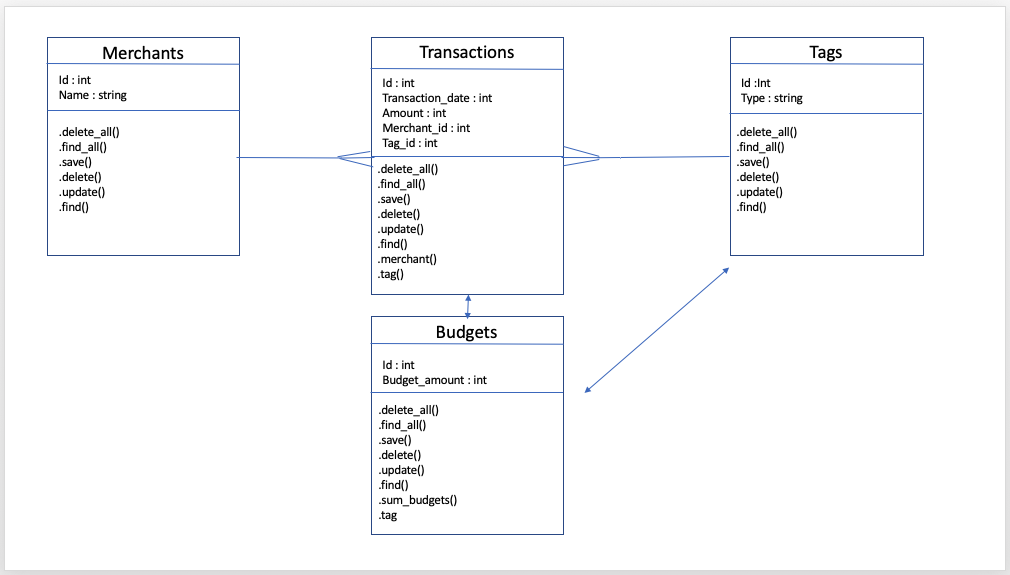 Merchants
Id : int
Name : string
.delete_all()
.find_all()
.save()
.delete()
.update()
.find()
Transactions
Id : int
Transaction_date : int
Amount : int
Merchant_id : int
Tag_id : int
.delete_all()
.find_all()
.save()
.delete()
.update()
.find()
.merchant()
.tag()
Tags
Id :Int
Type : string
.delete_all()
.find_all()
.save()
.delete()
.update()
.find()
Budgets
Id : int
Budget_amount : int
.delete_all()
.find_all()
.save()
.delete()
.update()
.find()
.sum_budgets()
.tag